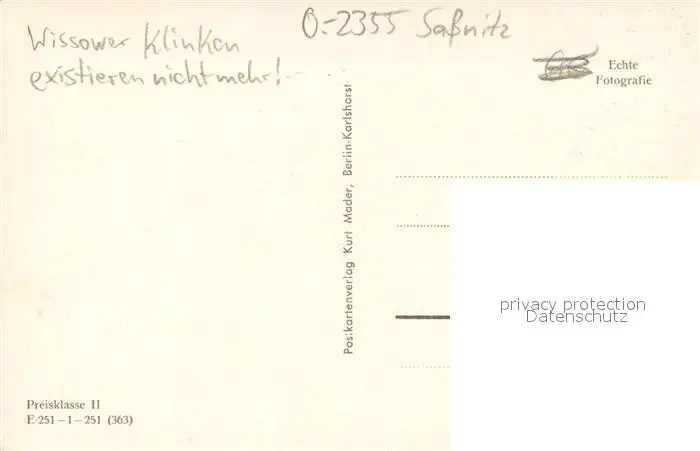 Wissower Klinken
existieren nicht mehr!
O.-2355 Saßnitz
Echte
Fotografie
Postkartenverlag Kurt Mader, Berlin-Karlshorst
privacy protection
Datenschutz
Preisklasse II
E·251–1–251 (363)